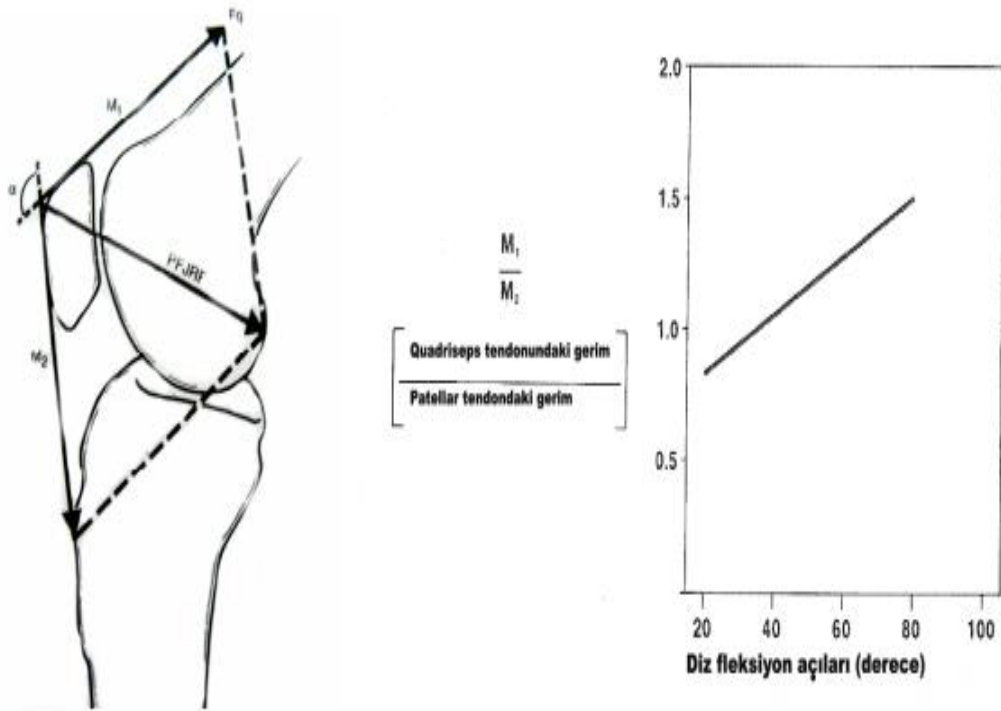 Fq
M₁
α
PFJRF
M₂
M₁
M₂
Quadriseps tendonundaki gerim
Patellar tendondaki gerim
2.0
1.5
1.0
0.5
20 40 60 80 100
Diz fleksiyon açıları (derece)